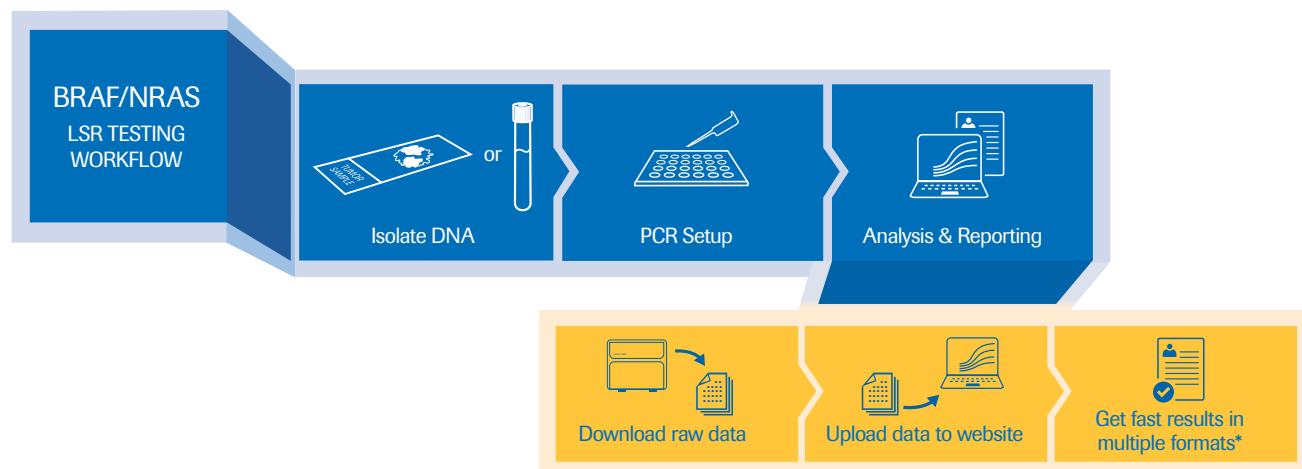 BRAF/NRAS
LSR TESTING
WORKFLOW
TUMOR
SAMPLE
or
Isolate DNA
PCR Setup
Analysis & Reporting
Download raw data
Upload data to website
Get fast results in
multiple formats*